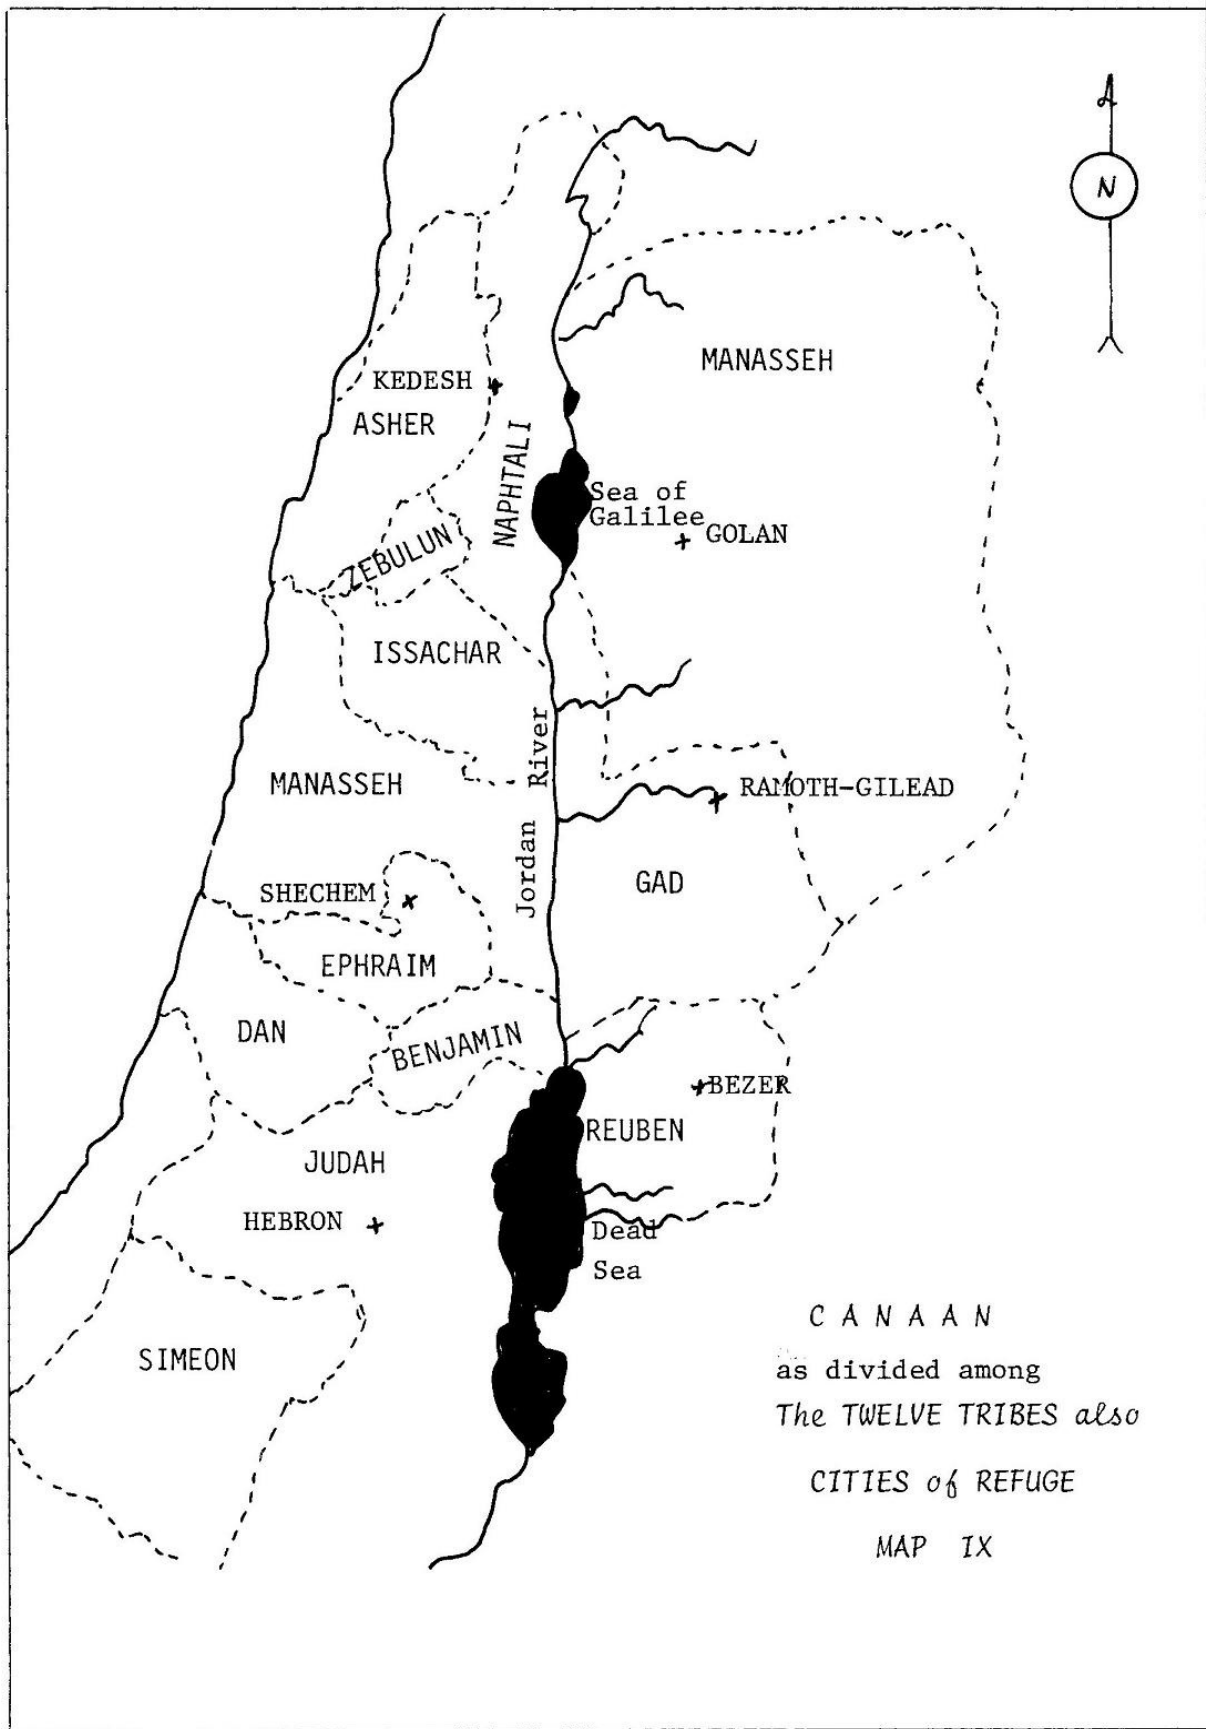 N
MANASSEH
KEDESH
ASHER
NAPHTALI
Sea of
Galilee
GOLAN
ZEBULUN
ISSACHAR
Jordan River
MANASSEH
RAMOTH-GILEAD
SHECHEM
GAD
EPHRAIM
DAN
BENJAMIN
BEZER
REUBEN
JUDAH
HEBRON
Dead
Sea
SIMEON
CANAAN
as divided among
The TWELVE TRIBES also
CITIES of REFUGE
MAP IX